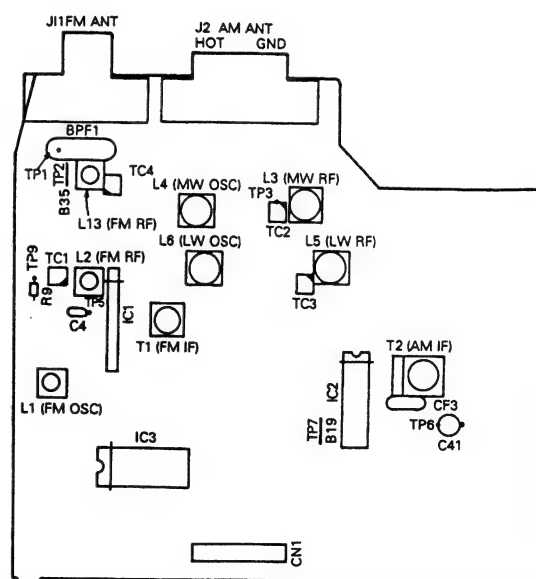 JI1FM ANT
J2 AM ANT
HOT GND
BPF1
TP1
TP2
B35
TC4
L13 (FM RF)
L4 (MW OSC)
L3 (MW RF)
TP3
TC2
L6 (LW OSC)
L5 (LW RF)
TC3
TP9
R9
TC1
L2 (FM RF)
TP5
C4
IC1
T1 (FM IF)
L1 (FM OSC)
T2 (AM IF)
IC2
CF3
TP7
B19
TP6
C41
IC3
CN1